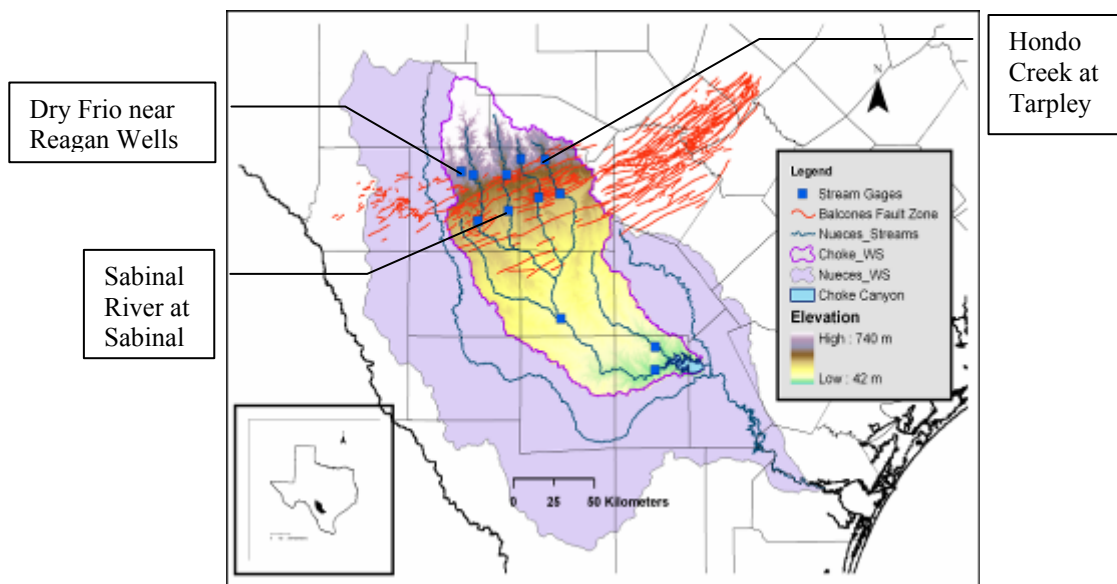 Hondo
Creek at
Tarpley
Dry Frio near
Reagan Wells
Sabinal
River at
Sabinal
N
Legend
Stream Gages
Balcones Fault Zone
Nueces_Streams
Choke_WS
Nueces_WS
Choke Canyon
Elevation
High : 740 m
Low : 42 m
0 25 50 Kilometers